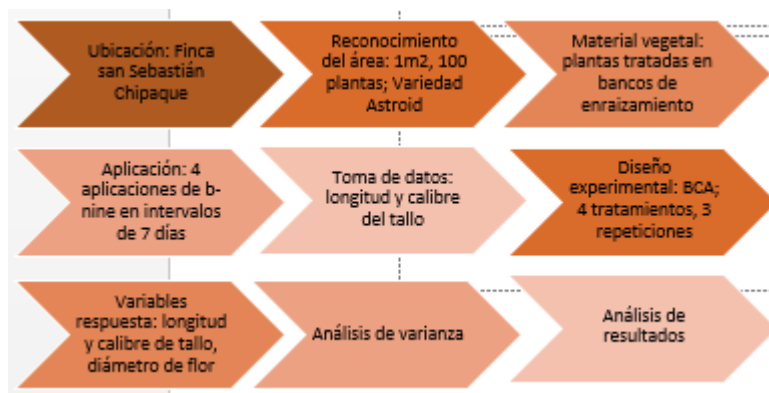 Ubicación: Finca
san Sebastián
Chipaque
Reconocimiento
del área: 1m2, 100
plantas; Variedad
Astroid
Material vegetal:
plantas tratadas en
bancos de
enraizamiento
Aplicación: 4
aplicaciones de b-
nine en intervalos
de 7 días
Toma de datos:
longitud y calibre
del tallo
Diseño
experimental: BCA;
4 tratamientos, 3
repeticiones
Variables
respuesta: longitud
y calibre de tallo,
diámetro de flor
Análisis de varianza
Análisis de
resultados